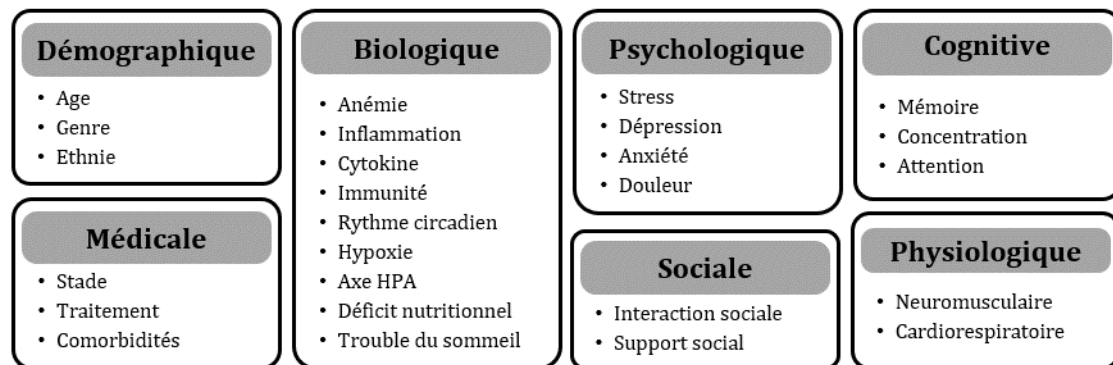 Démographique
• Age
• Genre
• Ethnie
Médicale
• Stade
• Traitement
• Comorbidités
Biologique
• Anémie
• Inflammation
• Cytokine
• Immunité
• Rythme circadien
• Hypoxie
• Axe HPA
• Déficit nutritionnel
• Trouble du sommeil
Psychologique
• Stress
• Dépression
• Anxiété
• Douleur
Sociale
• Interaction sociale
• Support social
Cognitive
• Mémoire
• Concentration
• Attention
Physiologique
• Neuromusculaire
• Cardiorespiratoire